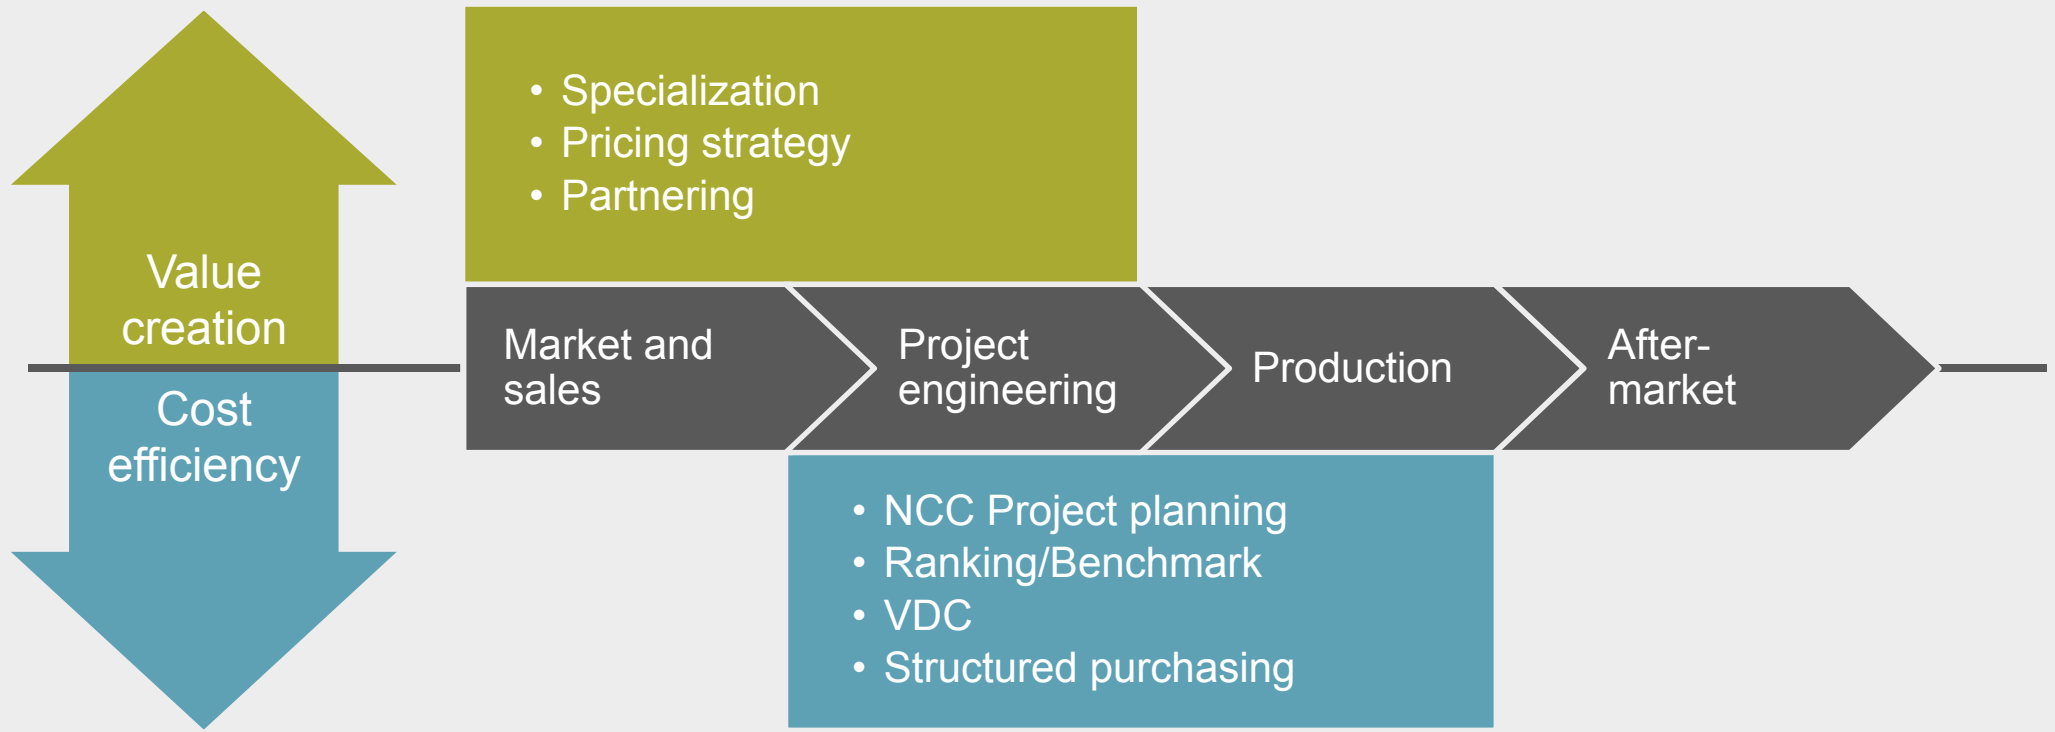 Value
creation
Cost
efficiency
• Specialization
• Pricing strategy
• Partnering
Market and
sales
Project
engineering
Production
After-
market
• NCC Project planning
• Ranking/Benchmark
• VDC
• Structured purchasing